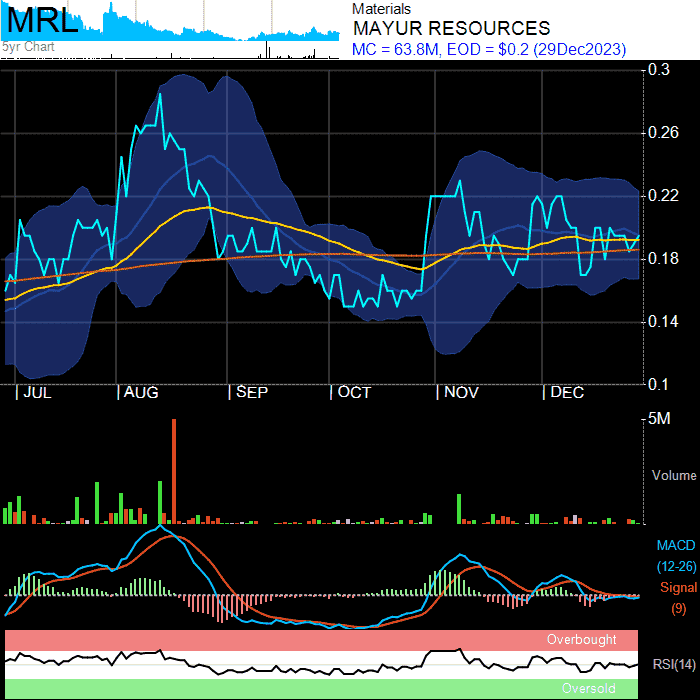 MRL
5yr Chart
Materials
MAYUR RESOURCES
MC = 63.8M, EOD = $0.2 (29Dec2023)
0.3
0.26
0.22
0.18
0.14
0.1
JUL AUG SEP OCT NOV DEC
5M
Volume
MACD
(12-26)
Signal
(9)
Overbought
RSI(14)
Oversold